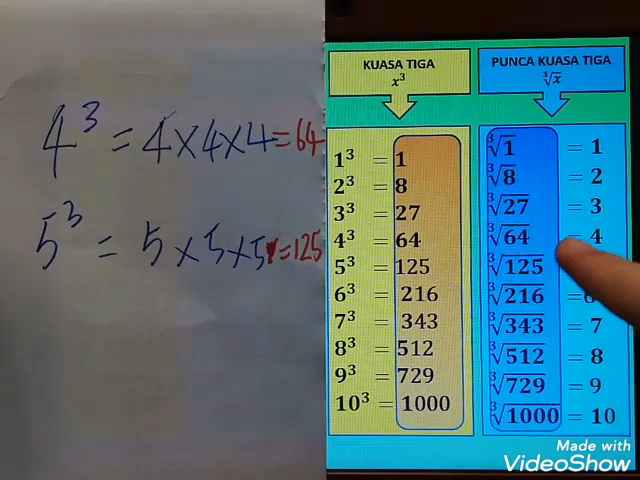 4³ = 4×4×4=64
5³ = 5×5×5=125
KUASA TIGA
x³
1³ = 1
2³ = 8
3³ = 27
4³ = 64
5³ = 125
6³ = 216
7³ = 343
8³ = 512
9³ = 729
10³ = 1000
PUNCA KUASA TIGA
∛x
∛1 = 1
∛8 = 2
∛27 = 3
∛64 = 4
∛125
∛216 =6
∛343 = 7
∛512 = 8
∛729 = 9
∛1000 = 10
Made with
VideoShow